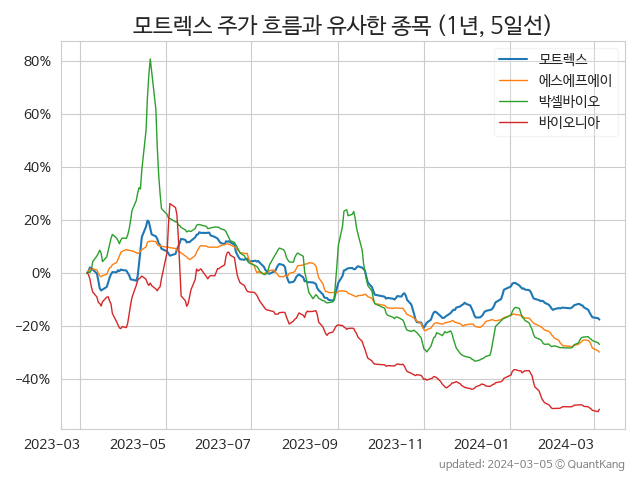 모트렉스 주가 흐름과 유사한 종목 (1년, 5일선)
모트렉스
에스에프에이
박셀바이오
바이오니아
80%
60%
40%
20%
0%
−20%
−40%
2023-03 2023-05 2023-07 2023-09 2023-11 2024-01 2024-03
updated: 2024-03-05 © QuantKang